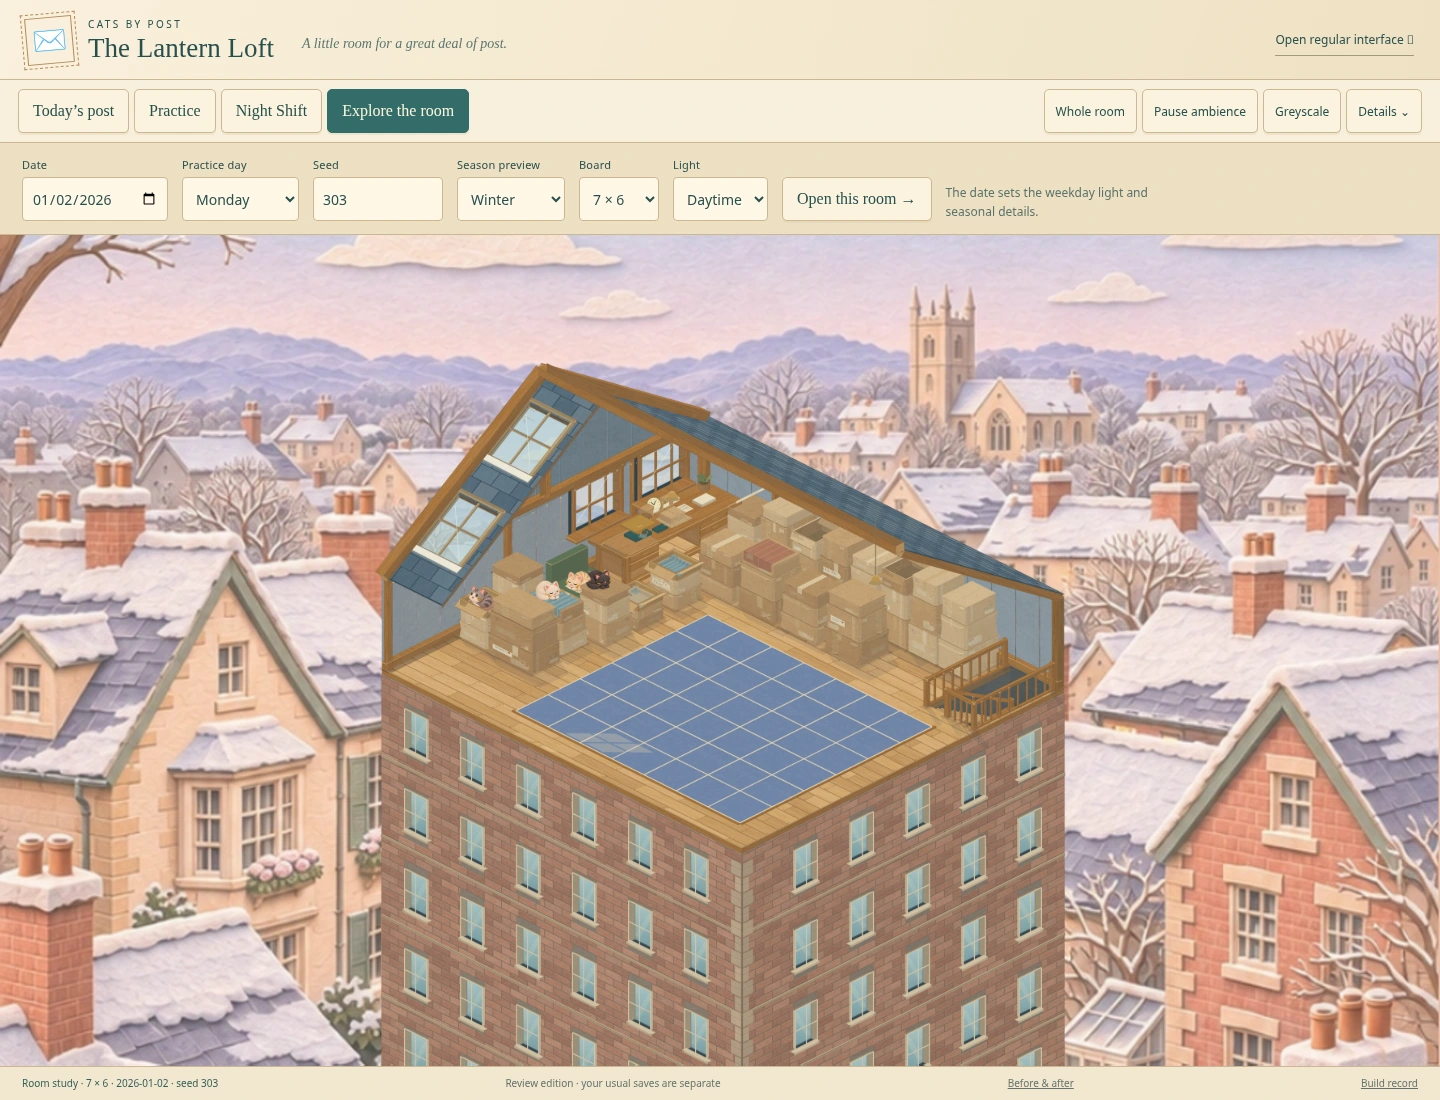 CATS BY POST
The Lantern Loft
A little room for a great deal of post.
Open regular interface
Today’s post
Practice
Night Shift
Explore the room
Whole room
Pause ambience
Greyscale
Details ⌄
Date
Practice day
Seed
Season preview
Board
Light
01/02/2026
Monday
303
Winter
7 × 6
Daytime
Open this room →
The date sets the weekday light and
seasonal details.
Room study · 7 × 6 · 2026-01-02 · seed 303
Review edition · your usual saves are separate
Before & after
Build record